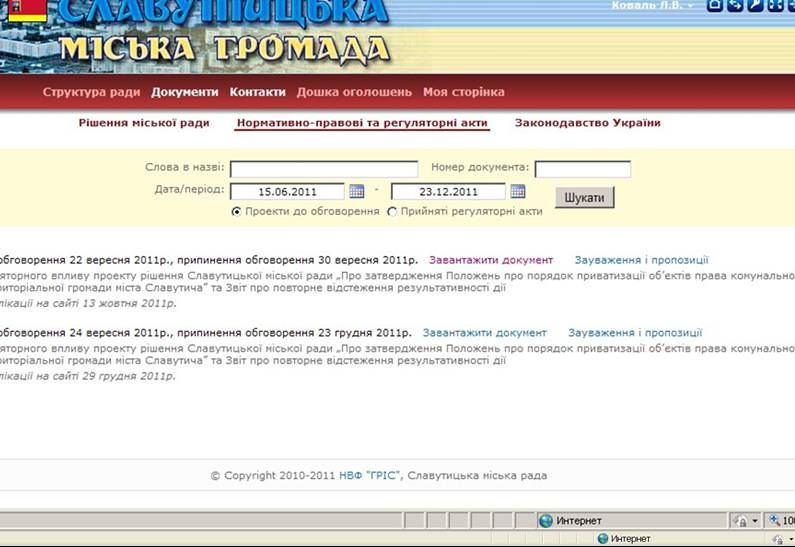 СЛАВУТИЦЬКА
МІСЬКА ГРОМАДА
Коваль Л.В.
Структура ради Документи Контакти Дошка оголошень Моя сторінка
Рішення міської ради Нормативно-правові та регуляторні акти Законодавство України
Слова в назві: Номер документа:
Дата/період: 15.06.2011 - 23.12.2011 Шукати
Проекти до обговорення Прийняті регуляторні акти
обговорення 22 вересня 2011р., припинення обговорення 30 вересня 2011р. Завантажити документ Зауваження і пропозиції
ляторного впливу проекту рішення Славутицької міської ради „Про затвердження Положень про порядок приватизації об’єктів права комунально
риторіальної громади міста Славутича” та Звіт про повторне відстеження результативності дії
лікації на сайті 13 жовтня 2011р.
обговорення 24 вересня 2011р., припинення обговорення 23 грудня 2011р. Завантажити документ Зауваження і пропозиції
ляторного впливу проекту рішення Славутицької міської ради „Про затвердження Положень про порядок приватизації об’єктів права комунально
риторіальної громади міста Славутича” та Звіт про повторне відстеження результативності дії
лікації на сайті 29 грудня 2011р.
© Copyright 2010-2011 НВФ "ГРІС", Славутицька міська рада
Интернет 10
Интернет